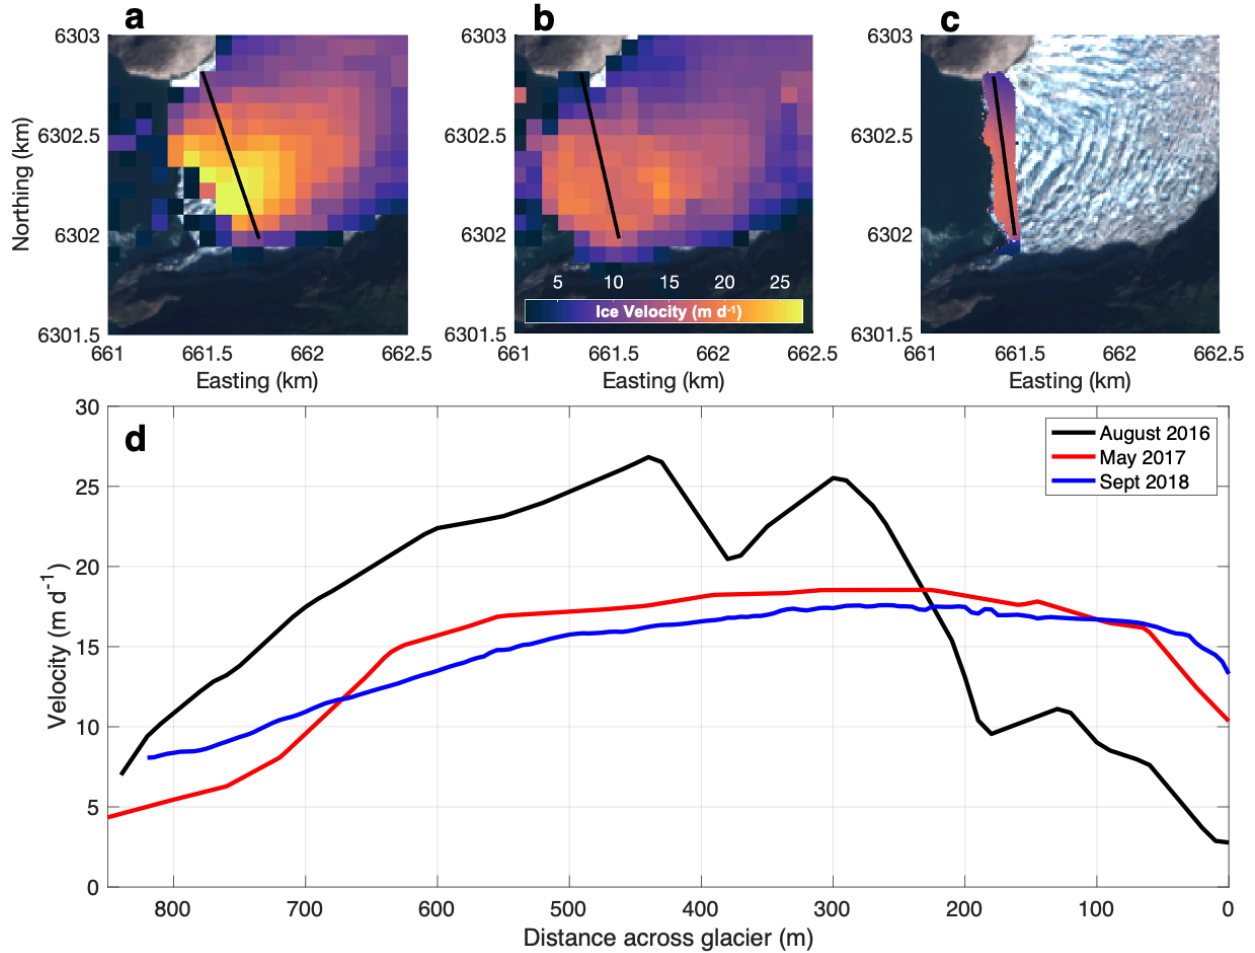 a
b
c
6303
6302.5
6302
6301.5
661
661.5
662
662.5
Northing (km)
Easting (km)
6303
6302.5
6302
6301.5
661
661.5
662
662.5
Easting (km)
5 10 15 20 25
Ice Velocity (m d-1)
6303
6302.5
6302
6301.5
661
661.5
662
662.5
Easting (km)
d
30
25
20
15
10
5
0
Velocity (m d-1)
August 2016
May 2017
Sept 2018
800 700 600 500 400 300 200 100 0
Distance across glacier (m)